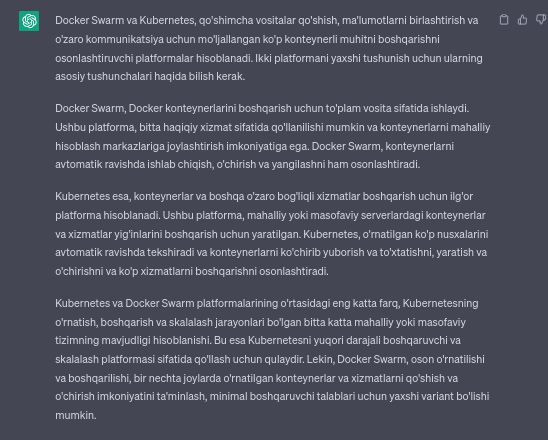 Docker Swarm va Kubernetes, qo'shimcha vositalar qo'shish, ma'lumotlarni birlashtirish va
o'zaro kommunikatsiya uchun mo'ljallangan ko'p konteynerli muhitni boshqarishni
osonlashtiruvchi platformalar hisoblanadi. Ikki platformani yaxshi tushunish uchun ularning
asosiy tushunchalari haqida bilish kerak.
Docker Swarm, Docker konteynerlarini boshqarish uchun to'plam vosita sifatida ishlaydi.
Ushbu platforma, bitta haqiqiy xizmat sifatida qo'llanilishi mumkin va konteynerlarni mahalliy
hisoblash markazlariga joylashtirish imkoniyatiga ega. Docker Swarm, konteynerlarni
avtomatik ravishda ishlab chiqish, o'chirish va yangilashni ham osonlashtiradi.
Kubernetes esa, konteynerlar va boshqa o'zaro bog'liqli xizmatlar boshqarish uchun ilg'or
platforma hisoblanadi. Ushbu platforma, mahalliy yoki masofaviy serverlardagi konteynerlar
va xizmatlar yig'inlarini boshqarish uchun yaratilgan. Kubernetes, o'rnatilgan ko'p nusxalarini
avtomatik ravishda tekshiradi va konteynerlarni ko'chirib yuborish va to'xtatishni, yaratish va
o'chirishni va ko'p xizmatlarni boshqarishni osonlashtiradi.
Kubernetes va Docker Swarm platformalarining o'rtasidagi eng katta farq, Kubernetesning
o'rnatish, boshqarish va skalalash jarayonlari bo'lgan bitta katta mahalliy yoki masofaviy
tizimning mavjudligi hisoblanishi. Bu esa Kubernetesni yuqori darajali boshqaruvchi va
skalalash platformasi sifatida qo'llash uchun qulaydir. Lekin, Docker Swarm, oson o'rnatilishi
va boshqarilishi, bir nechta joylarda o'rnatilgan konteynerlar va xizmatlarni qo'shish va
o'chirish imkoniyatini ta'minlash, minimal boshqaruvchi talablari uchun yaxshi variant bo'lishi
mumkin.